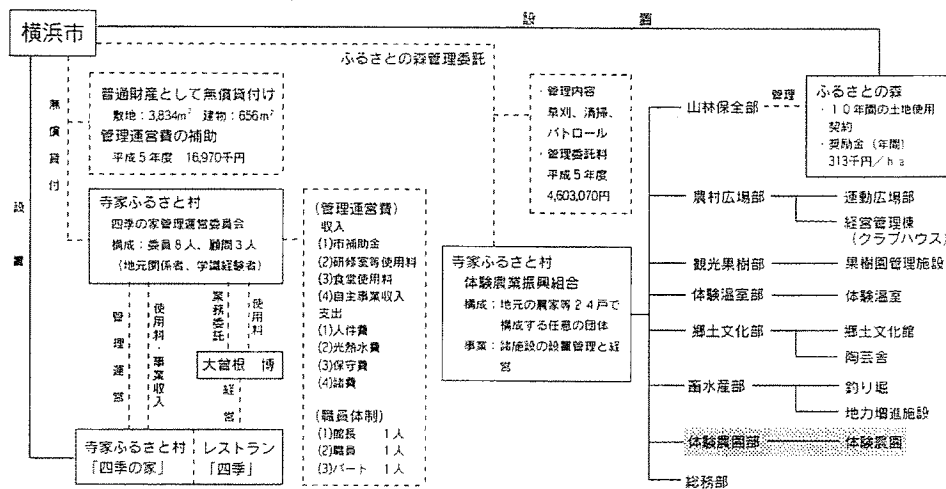 設置
横浜市
ふるさとの森管理委託
無償貸付
普通財産として無償貸付け
敷地：3,834m² 建物：656m²
管理運営費の補助
平成5年度 16,970千円
・管理内容
草刈、清掃、
パトロール
・管理委託料
平成5年度
4,603,070円
山林保全部
管理
ふるさとの森
・10年間の土地使用
契約
・奨励金（年間）
313千円／ha
設置
寺家ふるさと村
四季の家管理運営委員会
構成：委員8人、顧問3人
（地元関係者、学識経験者）
（管理運営費）
収入
(1)市補助金
(2)研修室等使用料
(3)食堂使用料
(4)自主事業収入
支出
(1)人件費
(2)光熱水費
(3)保守費
(4)諸費
（職員体制）
(1)館長 1人
(2)職員 1人
(3)パート 1人
寺家ふるさと村
体験農業振興組合
構成：地元の農家等24戸で
構成する任意の団体
事業：諸施設の設置管理と経
営
農村広場部
運動広場部
経営管理棟
（クラブハウス）
観光果樹部
果樹園管理施設
体験温室部
体験温室
郷土文化部
郷土文化館
陶芸舎
畜水産部
釣り堀
地力増進施設
体験農園部
体験農園
総務部
管理運営
使用料・事業収入
業務委託
使用料
大曽根 博
経営
寺家ふるさと村
「四季の家」
レストラン
「四季」